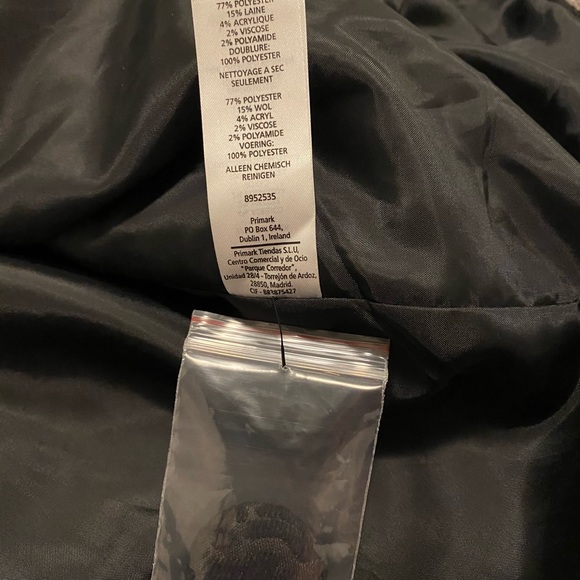 77% POLYESTER
15% LAINE
4% ACRYLIQUE
2% VISCOSE
2% POLYAMIDE
DOUBLURE:
100% POLYESTER
NETTOYAGE A SEC
SEULEMENT
77% POLYESTER
15% WOL
4% ACRYL
2% VISCOSE
2% POLYAMIDE
VOERING:
100% POLYESTER
ALLEEN CHEMISCH
REINIGEN
8952535
Primark
PO Box 644,
Dublin 1, Ireland
Primark Tiendas S.L.U,
Centro Comercial y de Ocio
"Parque Corredor",
Unidad 28/4 - Torrejón de Ardoz,
28850, Madrid.
CIF - B83875427